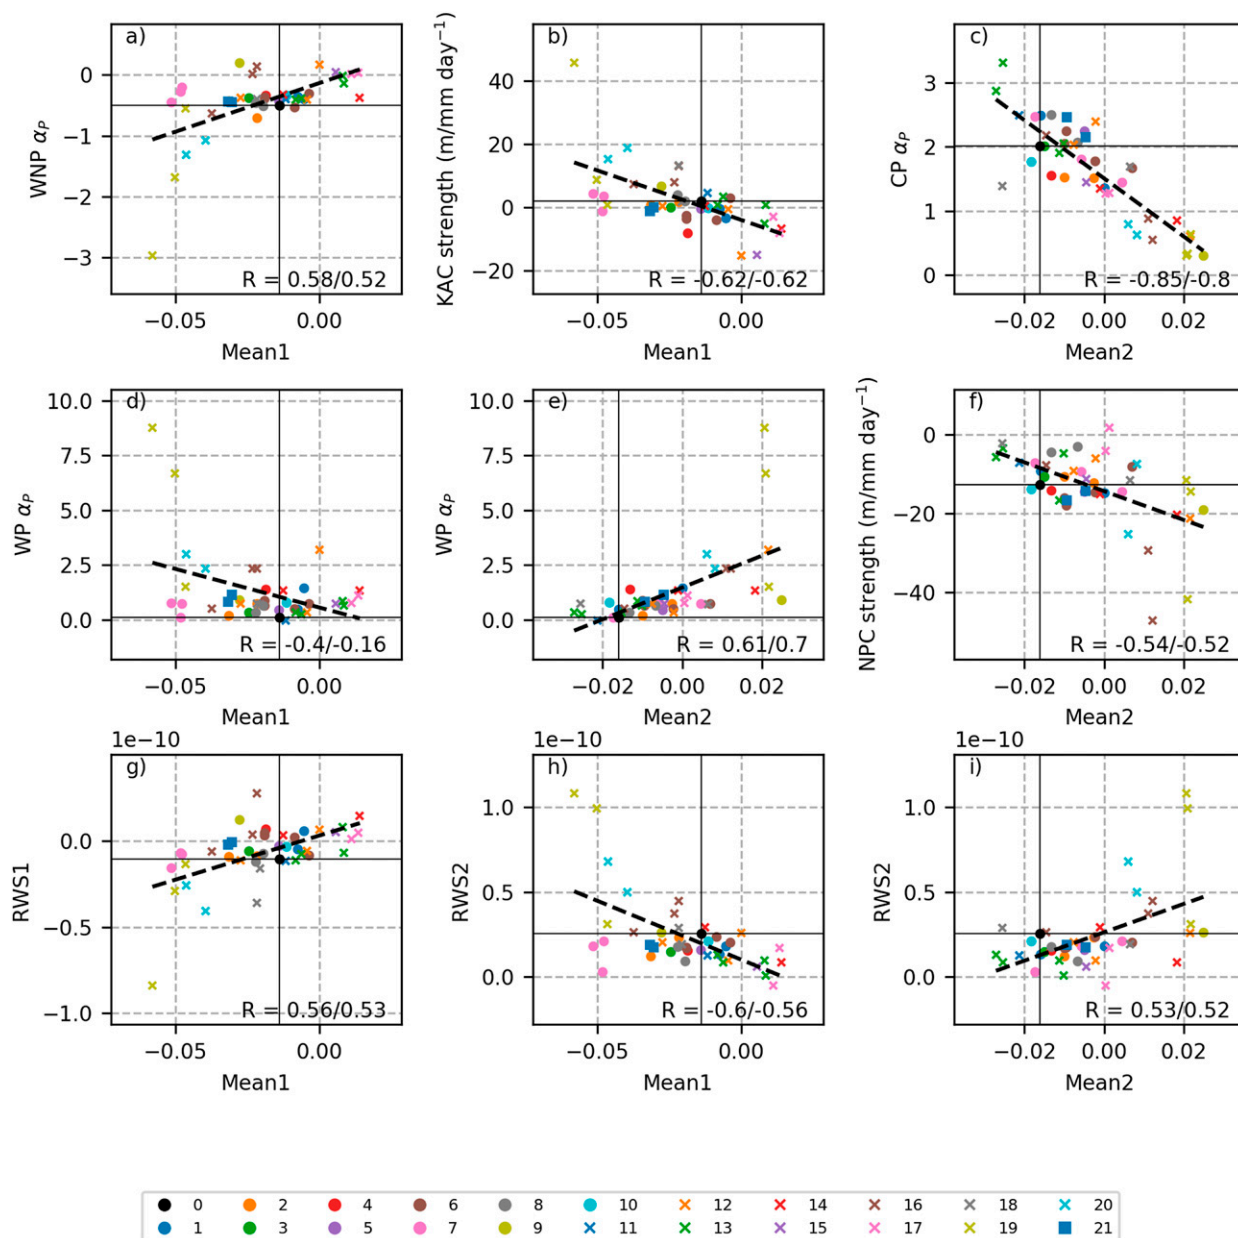 a)
WNP αP
0
−1
−2
−3
R = 0.58/0.52
−0.05
0.00
Mean1
b)
KAC strength (m/mm day−1)
40
20
0
−20
R = -0.62/-0.62
−0.05
0.00
Mean1
c)
CP αP
3
2
1
0
R = -0.85/-0.8
−0.02
0.00
0.02
Mean2
d)
WP αP
10.0
7.5
5.0
2.5
0.0
R = -0.4/-0.16
−0.05
0.00
Mean1
e)
WP αP
10.0
7.5
5.0
2.5
0.0
R = 0.61/0.7
−0.02
0.00
0.02
Mean2
f)
NPC strength (m/mm day−1)
0
−20
−40
R = -0.54/-0.52
−0.02
0.00
0.02
Mean2
1e−10
g)
RWS1
0.0
−0.5
−1.0
R = 0.56/0.53
−0.05
0.00
Mean1
1e−10
h)
RWS2
1.0
0.5
0.0
R = -0.6/-0.56
−0.05
0.00
Mean1
1e−10
i)
RWS2
1.0
0.5
0.0
R = 0.53/0.52
−0.02
0.00
0.02
Mean2
0 2 4 6 8 10 12 14 16 18 20
1 3 5 7 9 11 13 15 17 19 21